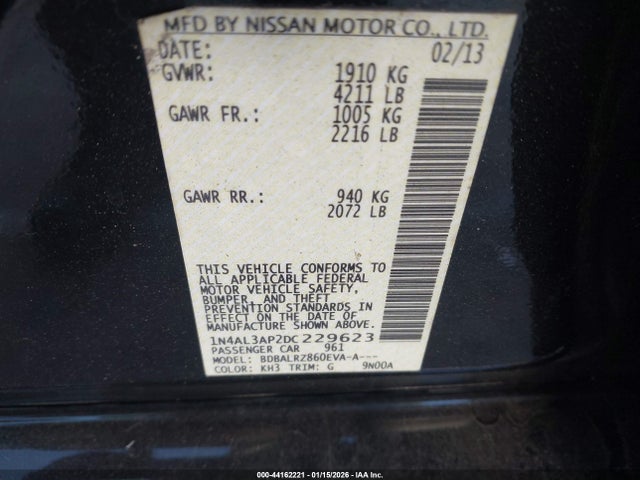 MFD BY NISSAN MOTOR CO., LTD.
DATE: 02/13
GVWR: 1910 KG
4211 LB
GAWR FR.: 1005 KG
2216 LB
GAWR RR.: 940 KG
2072 LB
THIS VEHICLE CONFORMS TO
ALL APPLICABLE FEDERAL
MOTOR VEHICLE SAFETY,
BUMPER, AND THEFT
PREVENTION STANDARDS IN
EFFECT ON THE DATE OF
MANUFACTURE SHOWN ABOVE.
1N4AL3AP2DC229623
PASSENGER CAR 961
MODEL: BDBALRZ860EVA-A---
COLOR: KH3 TRIM: G 9N00A
000-44162221 - 01/15/2026 - IAA Inc.